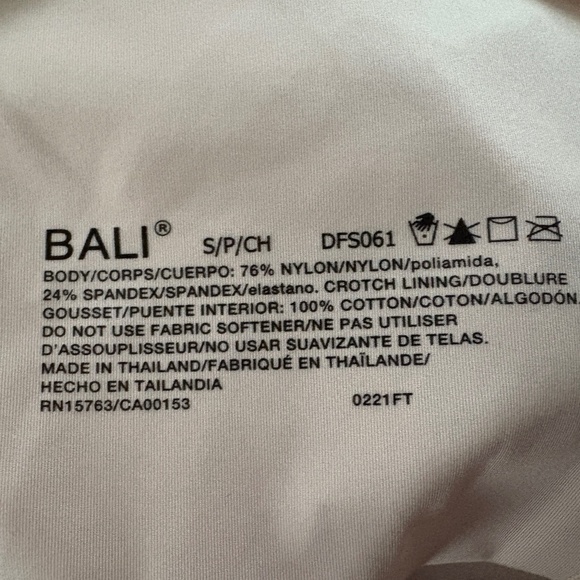 BALI® S/P/CH DFS061
BODY/CORPS/CUERPO: 76% NYLON/NYLON/poliamida,
24% SPANDEX/SPANDEX/elastano. CROTCH LINING/DOUBLURE
GOUSSET/PUENTE INTERIOR: 100% COTTON/COTON/ALGODÓN.
DO NOT USE FABRIC SOFTENER/NE PAS UTILISER
D'ASSOUPLISSEUR/NO USAR SUAVIZANTE DE TELAS.
MADE IN THAILAND/FABRIQUÉ EN THAÏLANDE/
HECHO EN TAILANDIA
RN15763/CA00153 0221FT